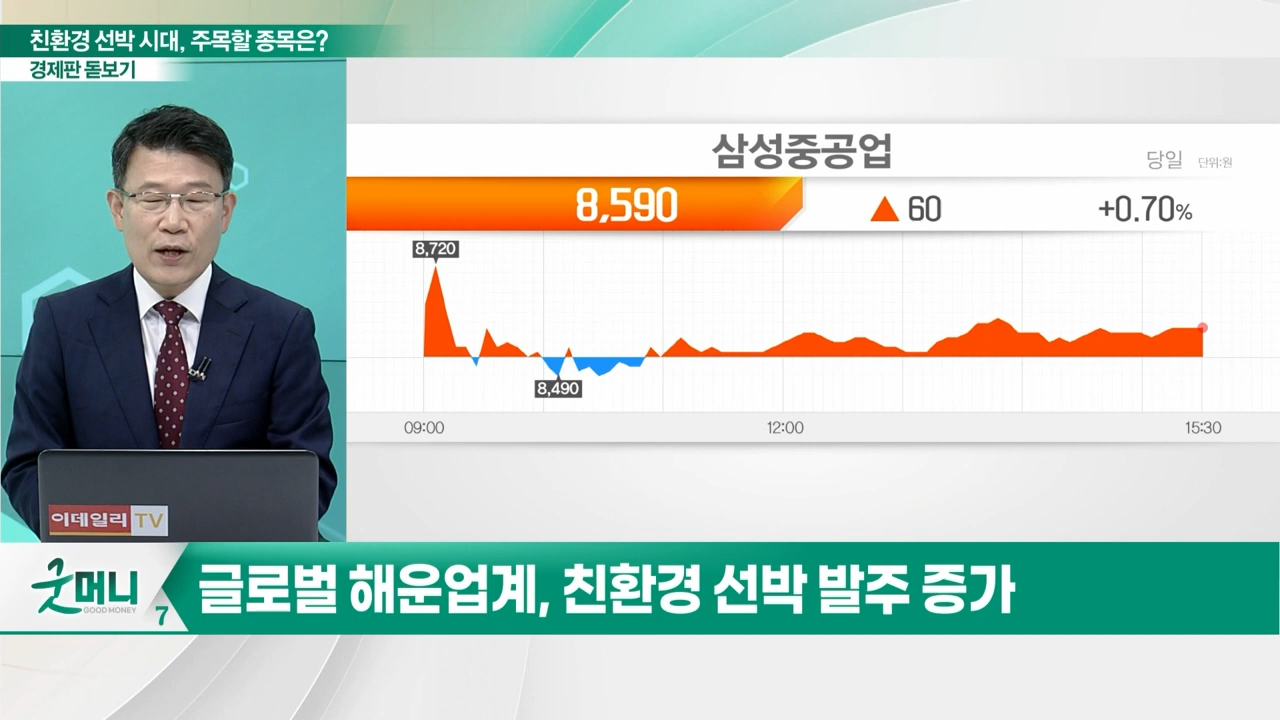 친환경 선박 시대, 주목할 종목은?
경제판 돋보기
삼성중공업
당일 단위:원
8,590 ▲ 60 +0.70%
8,720
8,490
09:00 12:00 15:30
이데일리 TV
굿머니 7
GOOD MONEY
글로벌 해운업계, 친환경 선박 발주 증가